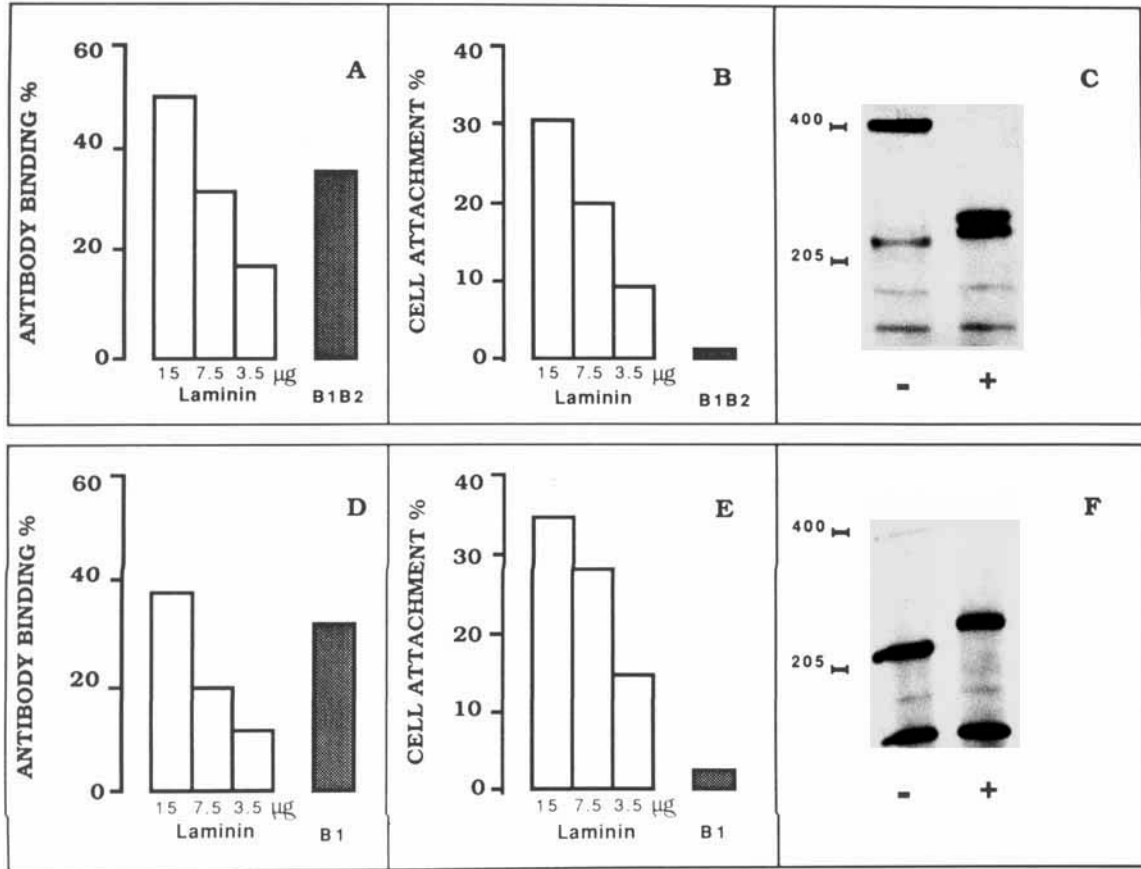 A
ANTIBODY BINDING %
60
40
20
0
15 7.5 3.5 µg
Laminin
B1B2
B
CELL ATTACHMENT %
40
30
20
10
0
15 7.5 3.5 µg
Laminin
B1B2
C
400
205
- +
D
ANTIBODY BINDING %
60
40
20
0
15 7.5 3.5 µg
Laminin
B1
E
CELL ATTACHMENT %
40
30
20
10
0
15 7.5 3.5 µg
Laminin
B1
F
400
205
- +